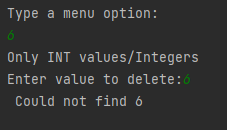 Type a menu option:
6
Only INT values/Integers
Enter value to delete:6
Could not find 6